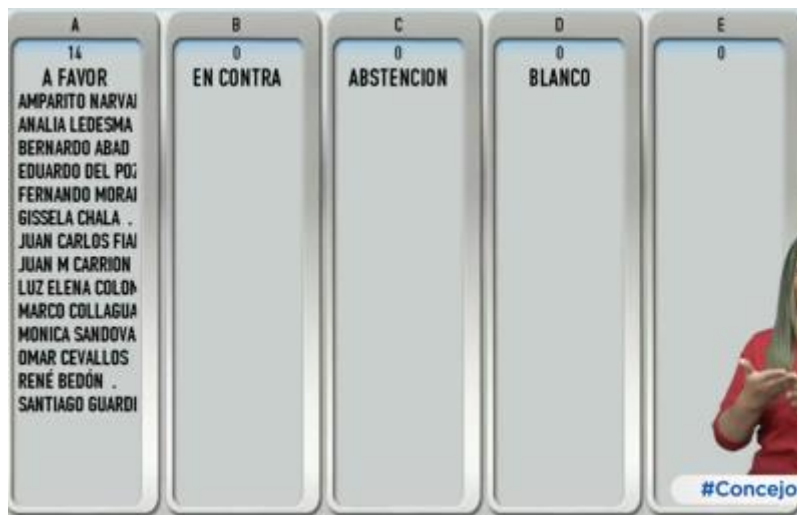 A
14
A FAVOR
AMPARITO NARVAI
ANALIA LEDESMA
BERNARDO ABAD
EDUARDO DEL POZ
FERNANDO MORAI
GISSELA CHALA .
JUAN CARLOS FIAI
JUAN M CARRION
LUZ ELENA COLOM
MARCO COLLAGUA
MONICA SANDOVA
OMAR CEVALLOS
RENÉ BEDÓN .
SANTIAGO GUARDI
B
0
EN CONTRA
C
0
ABSTENCION
D
0
BLANCO
E
0
#Concejo